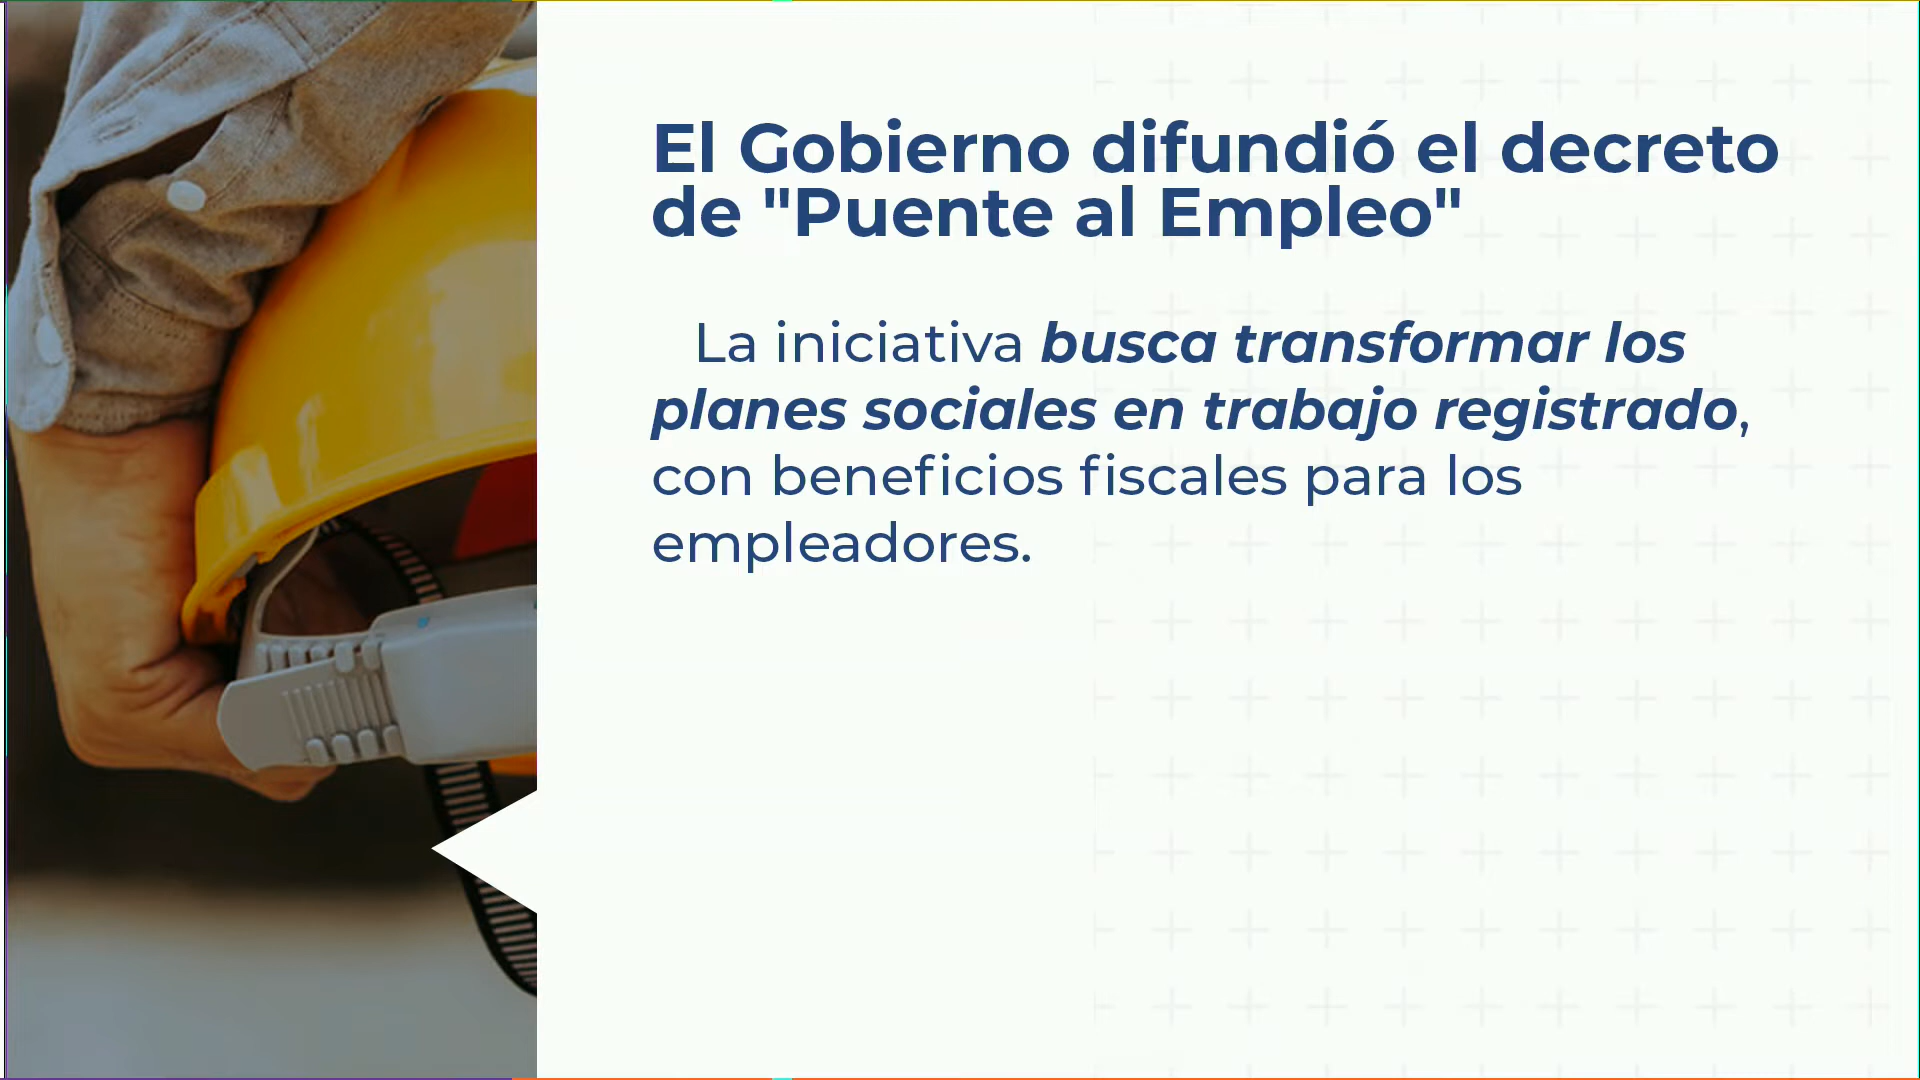 El Gobierno difundió el decreto
de "Puente al Empleo"
La iniciativa busca transformar los
planes sociales en trabajo registrado,
con beneficios fiscales para los
empleadores.